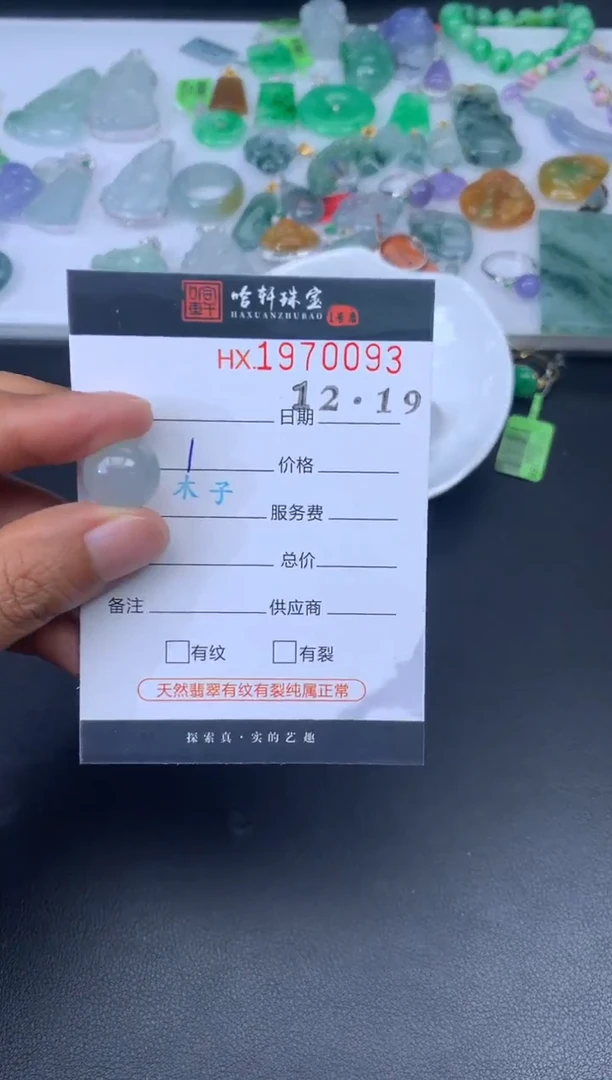 哈轩珠宝
HAXUANZHUBAO 1号店
HX.1970093
12·19
日期
价格
木子
服务费
总价
备注 供应商
有纹 有裂
天然翡翠有纹有裂纯属正常
探索真·实的艺趣